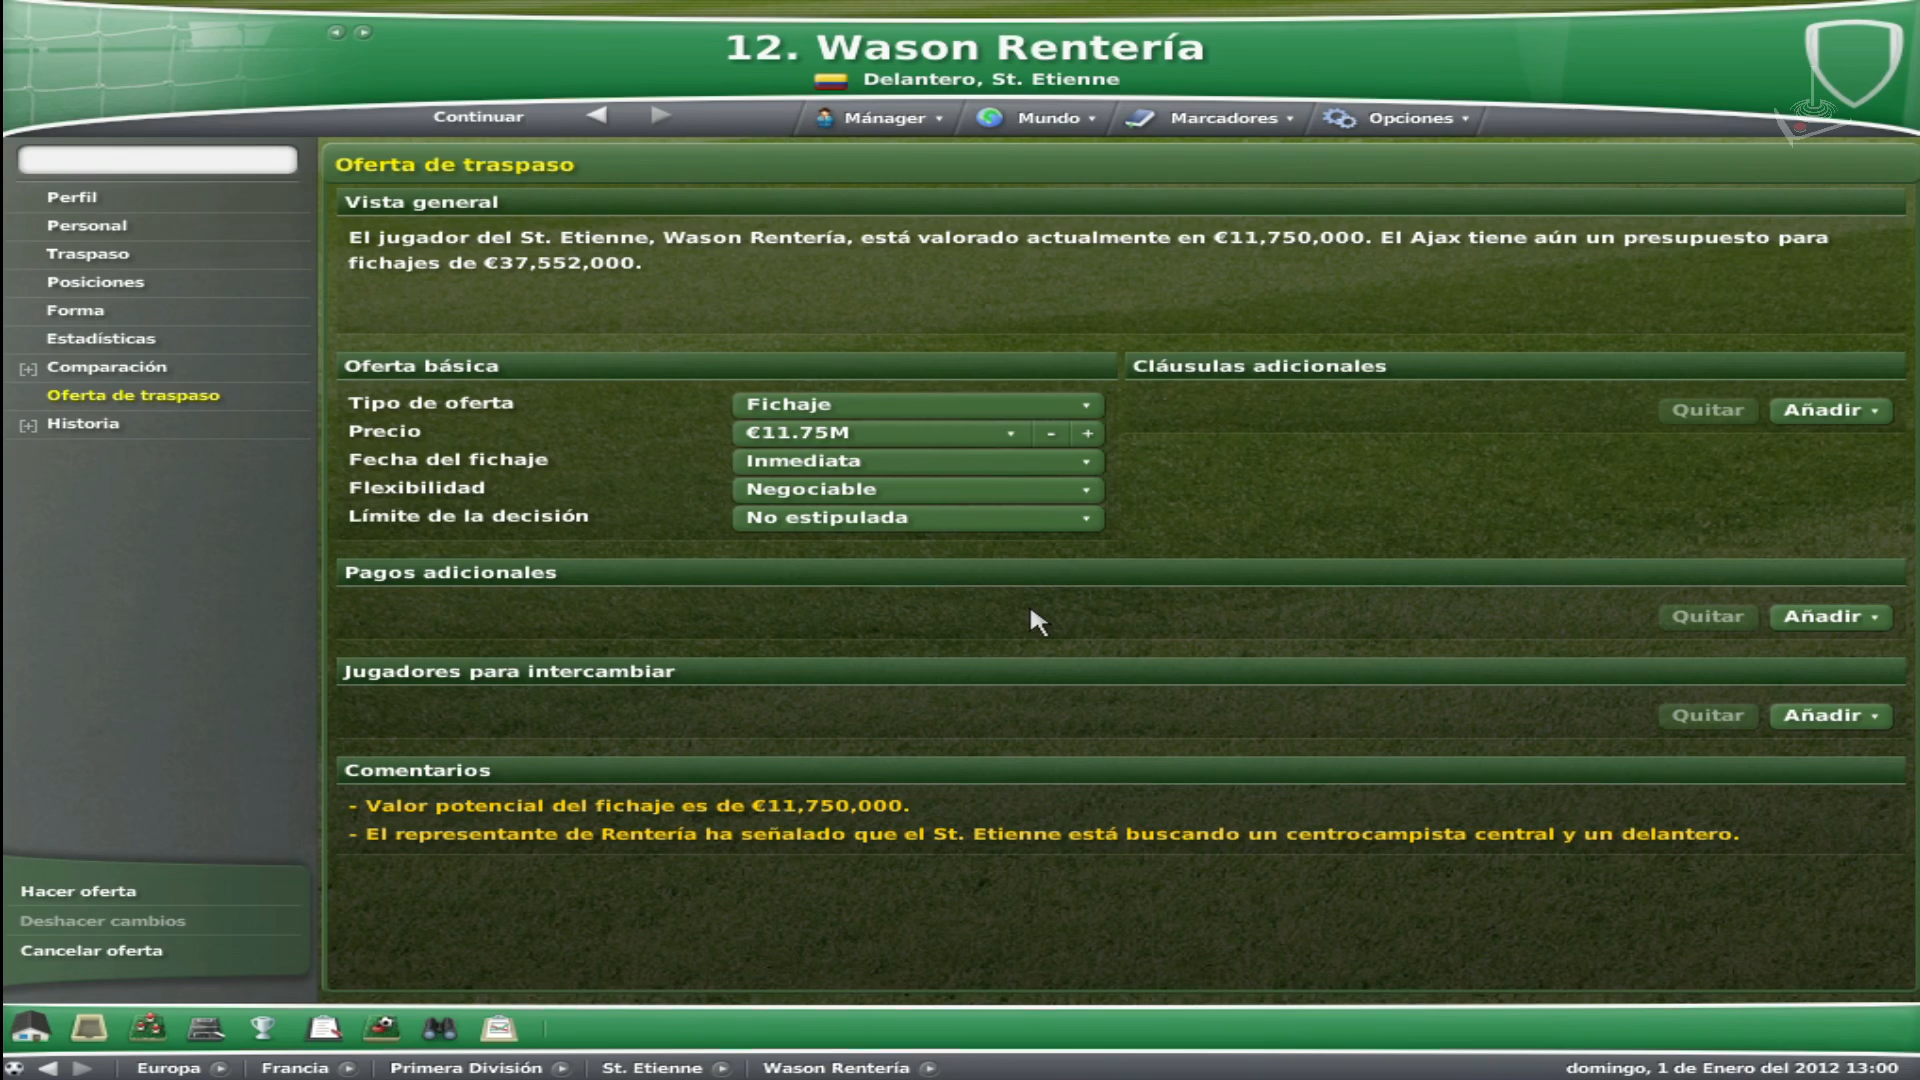 12. Wason Rentería
Delantero, St. Etienne
Continuar
Mánager
Mundo
Marcadores
Opciones
Perfil
Personal
Traspaso
Posiciones
Forma
Estadísticas
[+] Comparación
Oferta de traspaso
[+] Historia
Hacer oferta
Deshacer cambios
Cancelar oferta
Oferta de traspaso
Vista general
El jugador del St. Etienne, Wason Rentería, está valorado actualmente en €11,750,000. El Ajax tiene aún un presupuesto para
fichajes de €37,552,000.
Oferta básica
Tipo de oferta Fichaje
Precio €11.75M - +
Fecha del fichaje Inmediata
Flexibilidad Negociable
Límite de la decisión No estipulada
Cláusulas adicionales
Quitar Añadir
Pagos adicionales
Quitar Añadir
Jugadores para intercambiar
Quitar Añadir
Comentarios
- Valor potencial del fichaje es de €11,750,000.
- El representante de Rentería ha señalado que el St. Etienne está buscando un centrocampista central y un delantero.
Europa Francia Primera División St. Etienne Wason Rentería
domingo, 1 de Enero del 2012 13:00